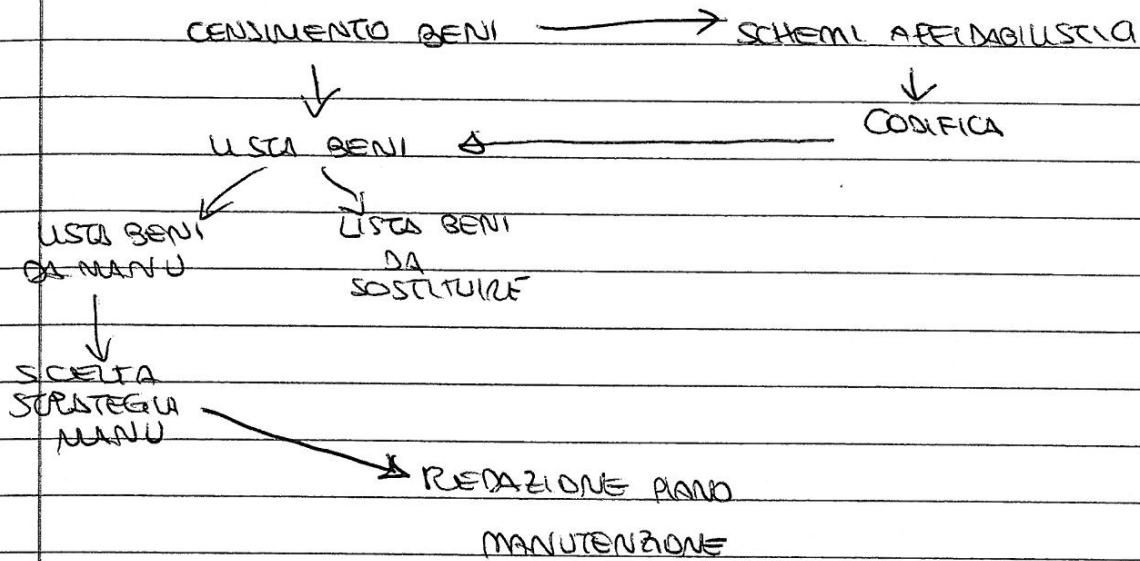 CENSIMENTO BENI → SCHEMI AFFIDABILISTICI
↓ ↓
CODIFICA
LISTA BENI ←
LISTA BENI LISTA BENI
DA MANU DA
SOSTITUIRE
↓
SCELTA
STRATEGIA
MANU
REDAZIONE PIANO
MANUTENZIONE